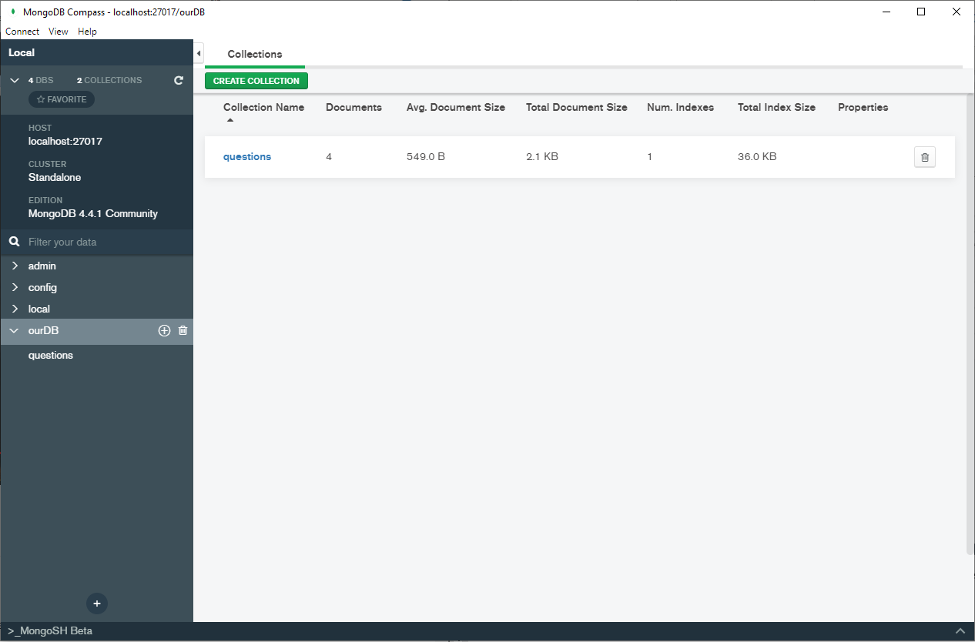 MongoDB Compass - localhost:27017/ourDB
Connect View Help
Local
4 DBS 2 COLLECTIONS
FAVORITE
HOST
localhost:27017
CLUSTER
Standalone
EDITION
MongoDB 4.4.1 Community
Filter your data
admin
config
local
ourDB
questions
Collections
CREATE COLLECTION
Collection Name Documents Avg. Document Size Total Document Size Num. Indexes Total Index Size Properties
questions 4 549.0 B 2.1 KB 1 36.0 KB
>_MongoSH Beta